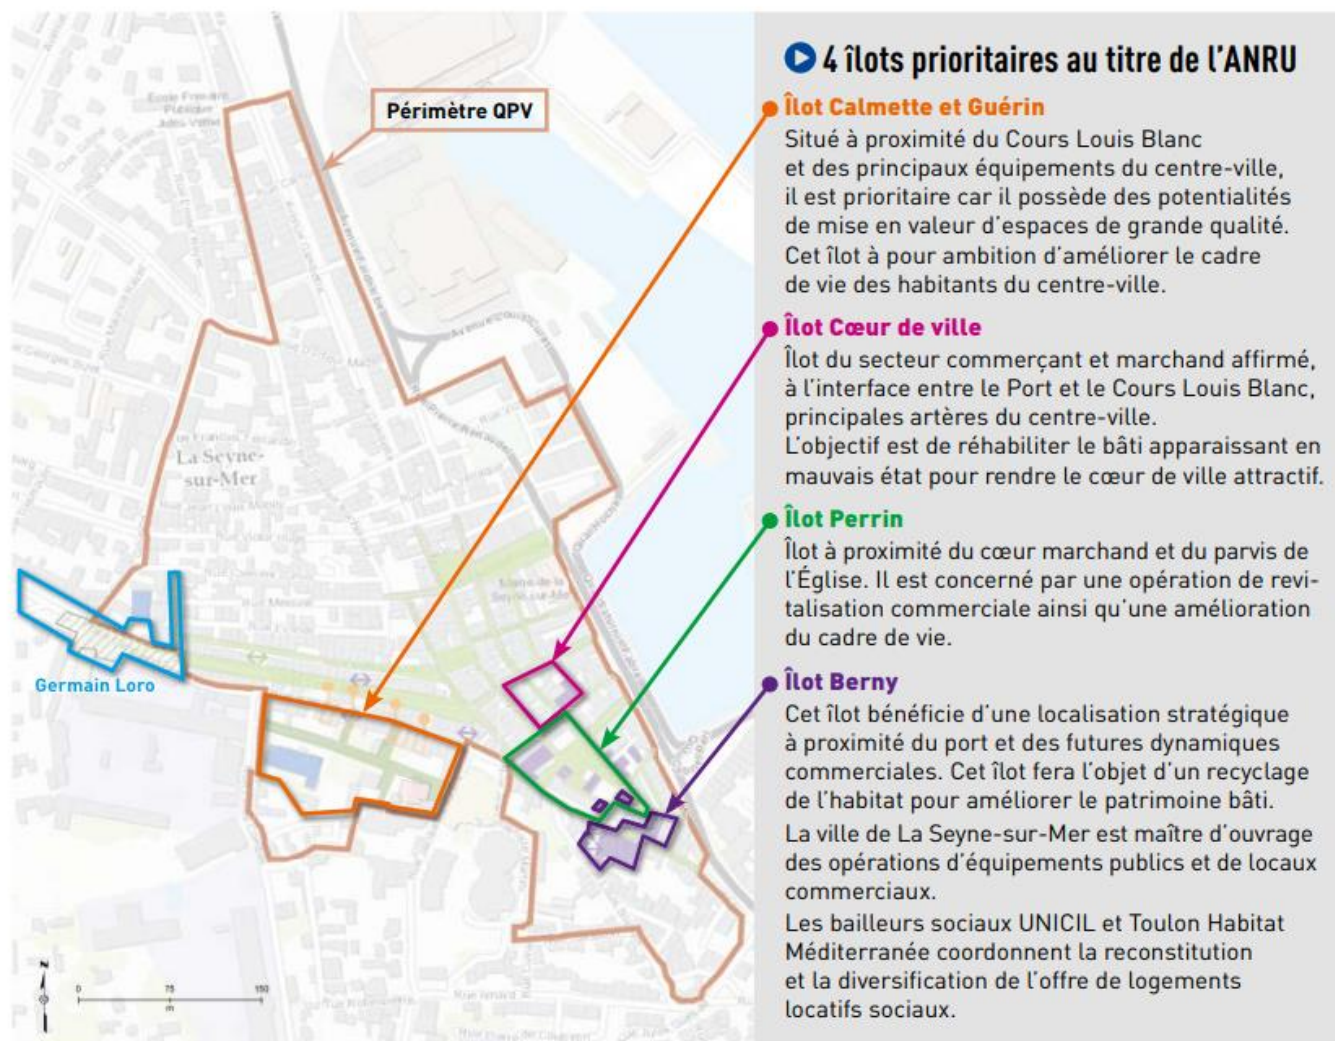 Périmètre QPV
La Seyne-
sur-Mer
Mairie de la
Seyne-sur-Mer
Germain Loro
N
0 75 150
m
4 îlots prioritaires au titre de l’ANRU
Îlot Calmette et Guérin
Situé à proximité du Cours Louis Blanc
et des principaux équipements du centre-ville,
il est prioritaire car il possède des potentialités
de mise en valeur d’espaces de grande qualité.
Cet îlot à pour ambition d’améliorer le cadre
de vie des habitants du centre-ville.
Îlot Cœur de ville
Îlot du secteur commerçant et marchand affirmé,
à l’interface entre le Port et le Cours Louis Blanc,
principales artères du centre-ville.
L’objectif est de réhabiliter le bâti apparaissant en
mauvais état pour rendre le cœur de ville attractif.
Îlot Perrin
Îlot à proximité du cœur marchand et du parvis de
l’Église. Il est concerné par une opération de revi-
talisation commerciale ainsi qu’une amélioration
du cadre de vie.
Îlot Berny
Cet îlot bénéficie d’une localisation stratégique
à proximité du port et des futures dynamiques
commerciales. Cet îlot fera l’objet d’un recyclage
de l’habitat pour améliorer le patrimoine bâti.
La ville de La Seyne-sur-Mer est maître d’ouvrage
des opérations d’équipements publics et de locaux
commerciaux.
Les bailleurs sociaux UNICIL et Toulon Habitat
Méditerranée coordonnent la reconstitution
et la diversification de l’offre de logements
locatifs sociaux.